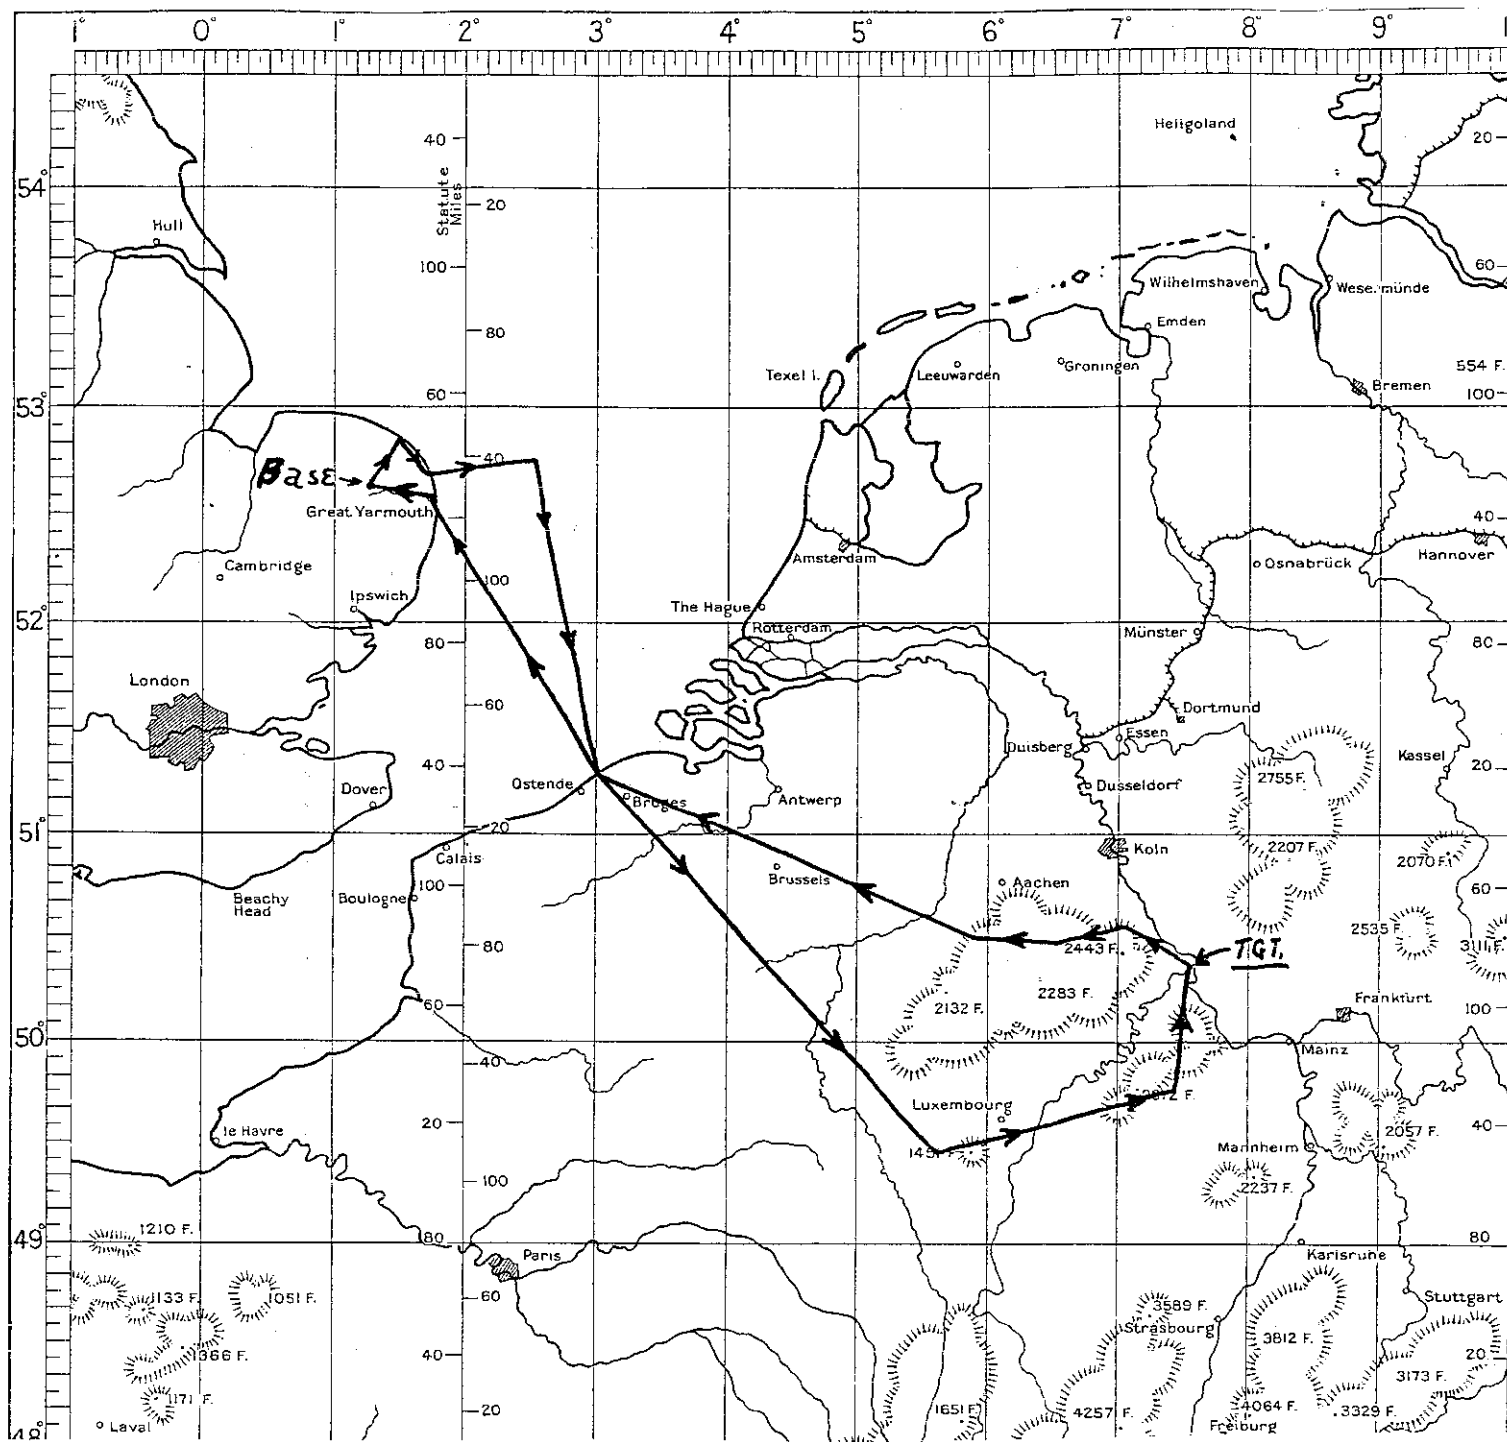 1° 0° 1° 2° 3° 4° 5° 6° 7° 8° 9° 1
Heligoland
40
20
54°
Statute Miles
20
Hull
100
60
Wilhelmshaven
Wesermünde
Emden
80
Texel I.
Leeuwarden
Groningen
554 F.
60
Bremen
100
53°
40
Base
Great Yarmouth
40
Amsterdam
Hannover
Cambridge
Osnabrück
100
Ipswich
The Hague
52°
Rotterdam
Münster
80
80
London
60
Dortmund
Essen
Duisberg
Kassel
40
20
2755 F.
Ostende
Dover
Bruges
Antwerp
Dusseldorf
51°
20
Calais
Koln
2207 F.
2070 F.
Brussels
Aachen
100
60
Boulogne
Beachy
Head
2535 F.
80
2443 F.
TGT.
3111 F.
2283 F.
2132 F.
60
Frankfurt
100
50°
40
Mainz
Luxembourg
20
le Havre
40
2057 F.
Mannheim
100
2237 F.
1210 F.
49°
80
80
Paris
Karlsruhe
1133 F.
1051 F.
60
Stuttgart
3589 F.
Strasbourg
3812 F.
1366 F.
40
20
3173 F.
1171 F.
1651 F.
4257 F.
4064 F.
3329 F.
20
Laval
Freiburg
48°